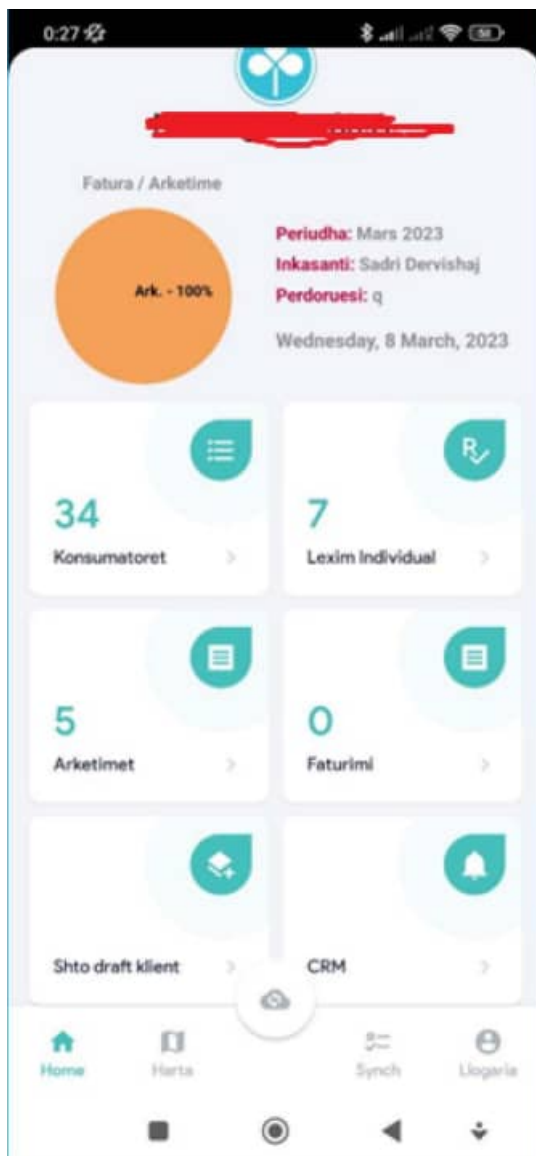 0:27
50
Fatura / Arketime
Ark. - 100%
Periudha: Mars 2023
Inkasanti: Sadri Dervishaj
Perdoruesi: q
Wednesday, 8 March, 2023
34
Konsumatoret
R
7
Lexim Individual
5
Arketimet
0
Faturimi
Shto draft klient
CRM
Home
Harta
Synch
Llogaria